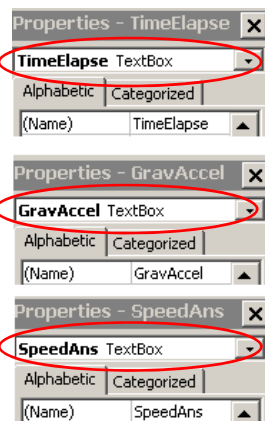 Properties - TimeElapse
TimeElapse TextBox
Alphabetic Categorized
(Name) TimeElapse
Properties - GravAccel
GravAccel TextBox
Alphabetic Categorized
(Name) GravAccel
Properties - SpeedAns
SpeedAns TextBox
Alphabetic Categorized
(Name) SpeedAns